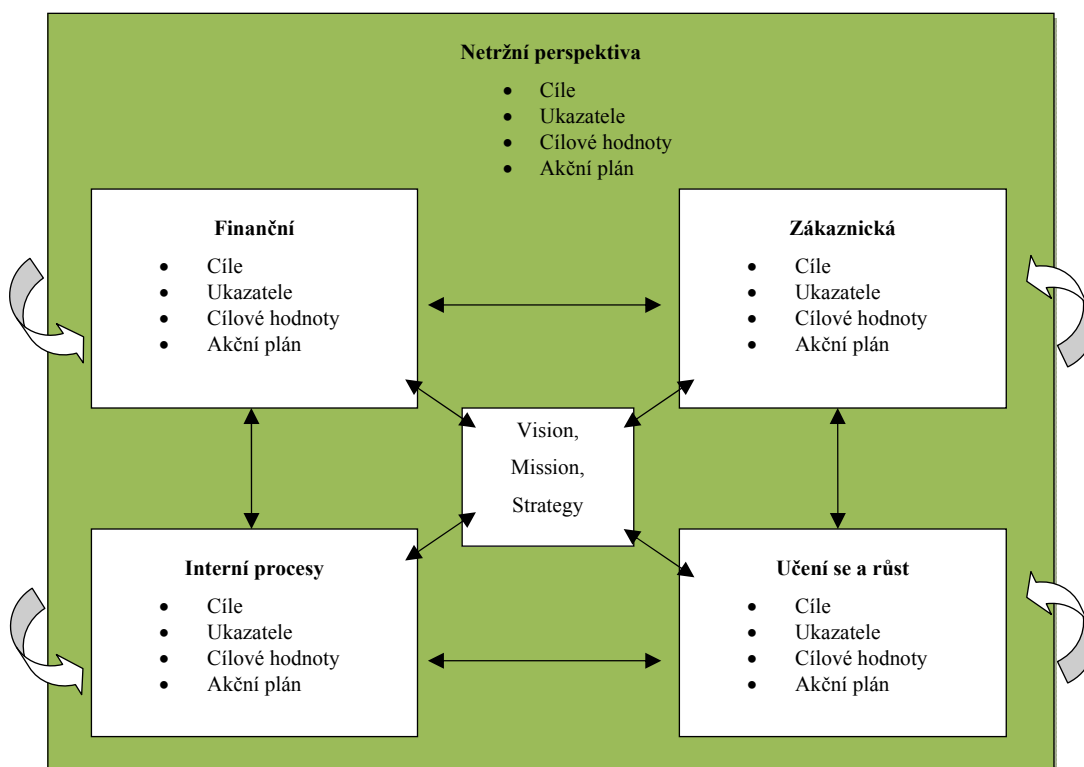 Netržní perspektiva
• Cíle
• Ukazatele
• Cílové hodnoty
• Akční plán
Finanční
• Cíle
• Ukazatele
• Cílové hodnoty
• Akční plán
Zákaznická
• Cíle
• Ukazatele
• Cílové hodnoty
• Akční plán
Vision,
Mission,
Strategy
Interní procesy
• Cíle
• Ukazatele
• Cílové hodnoty
• Akční plán
Učení se a růst
• Cíle
• Ukazatele
• Cílové hodnoty
• Akční plán